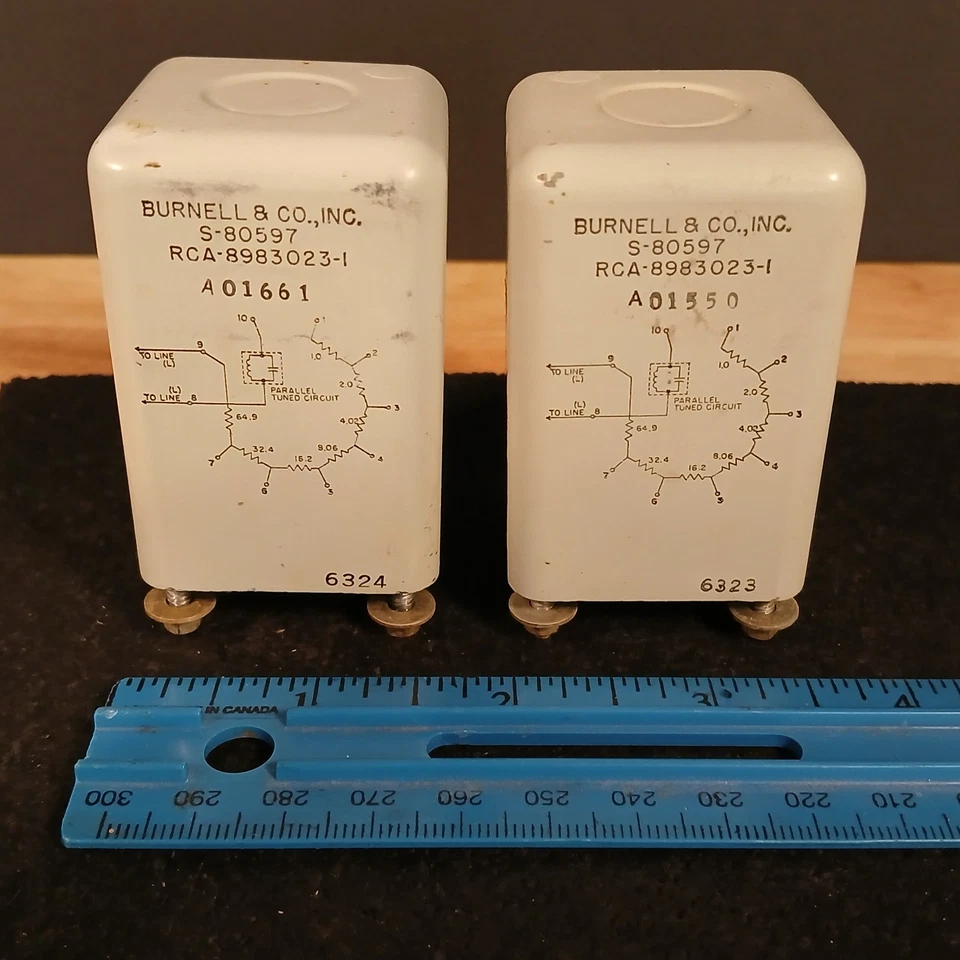 BURNELL & CO.,INC.
S-80597
RCA-8983023-1
A01661
10
1
9
TO LINE
(L)
1.0
2
PARALLEL
TUNED CIRCUIT
2.0
(L)
TO LINE
8
3
64.9
4.02
7
32.4
16.2
8.06
4
6
3
6324
BURNELL & CO.,INC.
S-80597
RCA-8983023-1
A01550
10
1
9
TO LINE
(L)
1.0
2
PARALLEL
TUNED CIRCUIT
2.0
(L)
TO LINE
8
3
64.9
4.02
7
32.4
16.2
8.06
4
6
3
6323
1 2 3 4
IN CANADA
300 290 280 270 260 250 240 230 220 210